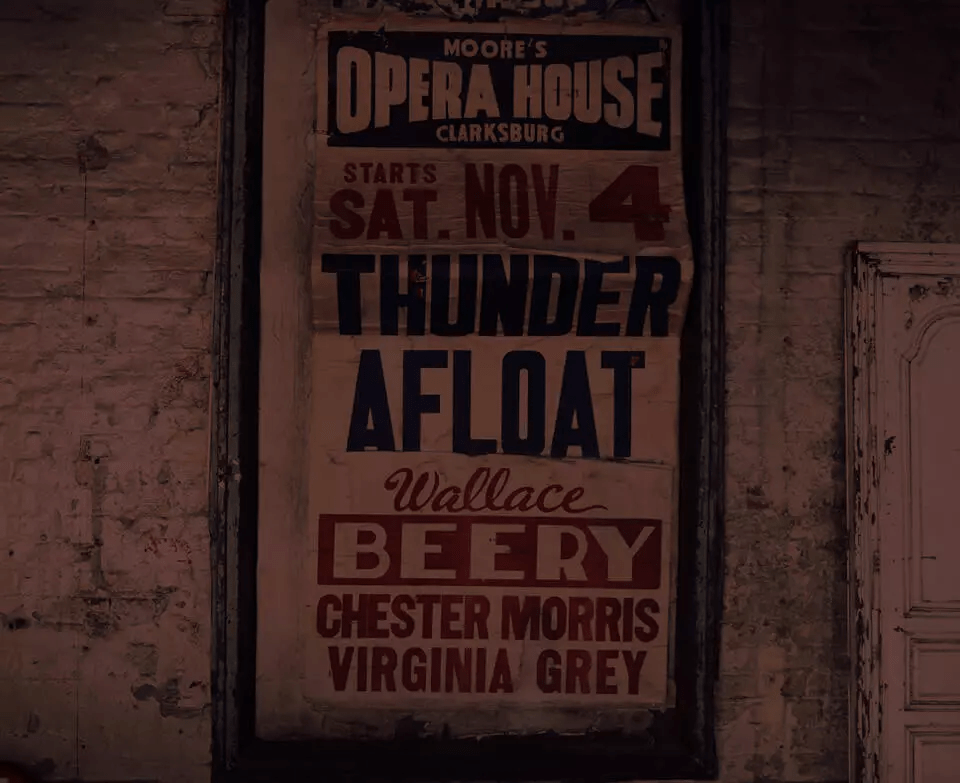 MOORE'S
OPERA HOUSE
CLARKSBURG
STARTS
SAT. NOV. 4
THUNDER
AFLOAT
Wallace
BEERY
CHESTER MORRIS
VIRGINIA GREY